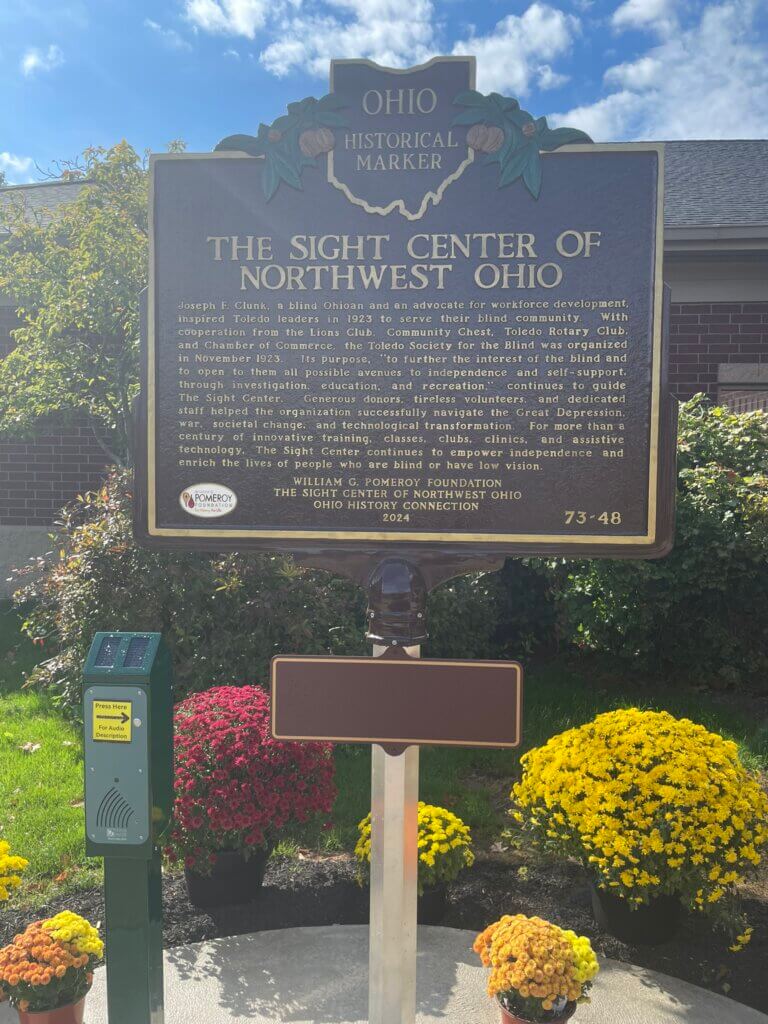 OHIO
HISTORICAL
MARKER
THE SIGHT CENTER OF
NORTHWEST OHIO
Joseph F. Clunk, a blind Ohioan and an advocate for workforce development,
inspired Toledo leaders in 1923 to serve their blind community. With
cooperation from the Lions Club, Community Chest, Toledo Rotary Club,
and Chamber of Commerce, the Toledo Society for the Blind was organized
in November 1923. Its purpose, "to further the interest of the blind and
to open to them all possible avenues to independence and self-support,
through investigation, education, and recreation," continues to guide
The Sight Center. Generous donors, tireless volunteers, and dedicated
staff helped the organization successfully navigate the Great Depression,
war, societal change, and technological transformation. For more than a
century of innovative training, classes, clubs, clinics, and assistive
technology, The Sight Center continues to empower independence and
enrich the lives of people who are blind or have low vision.
WILLIAM G. POMEROY FOUNDATION
THE SIGHT CENTER OF NORTHWEST OHIO
OHIO HISTORY CONNECTION
2024
73-48
POMEROY
FOUNDATION
Press Here
For Audio
Description